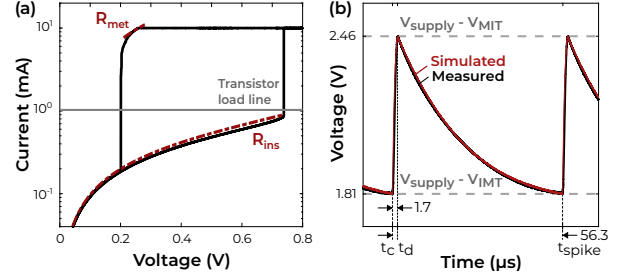 (a)
R_met
10^1
10^0
10^-1
Current (mA)
Transistor
load line
R_ins
0
0.2
0.4
0.6
0.8
Voltage (V)
(b)
V_supply - V_MIT
2.46
Simulated
Measured
Voltage (V)
V_supply - V_IMT
1.81
1.7
56.3
t_c t_d
t_spike
Time (µs)